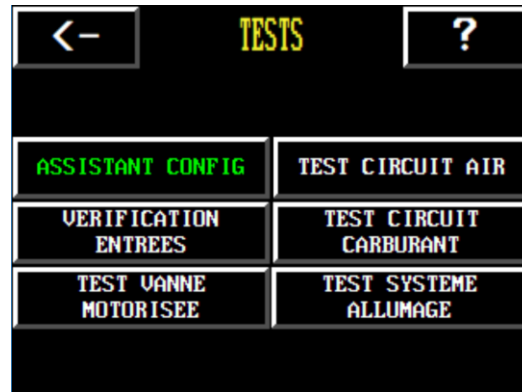 <-
TESTS
?
ASSISTANT CONFIG
TEST CIRCUIT AIR
VERIFICATION
ENTREES
TEST CIRCUIT
CARBURANT
TEST VANNE
MOTORISEE
TEST SYSTEME
ALLUMAGE